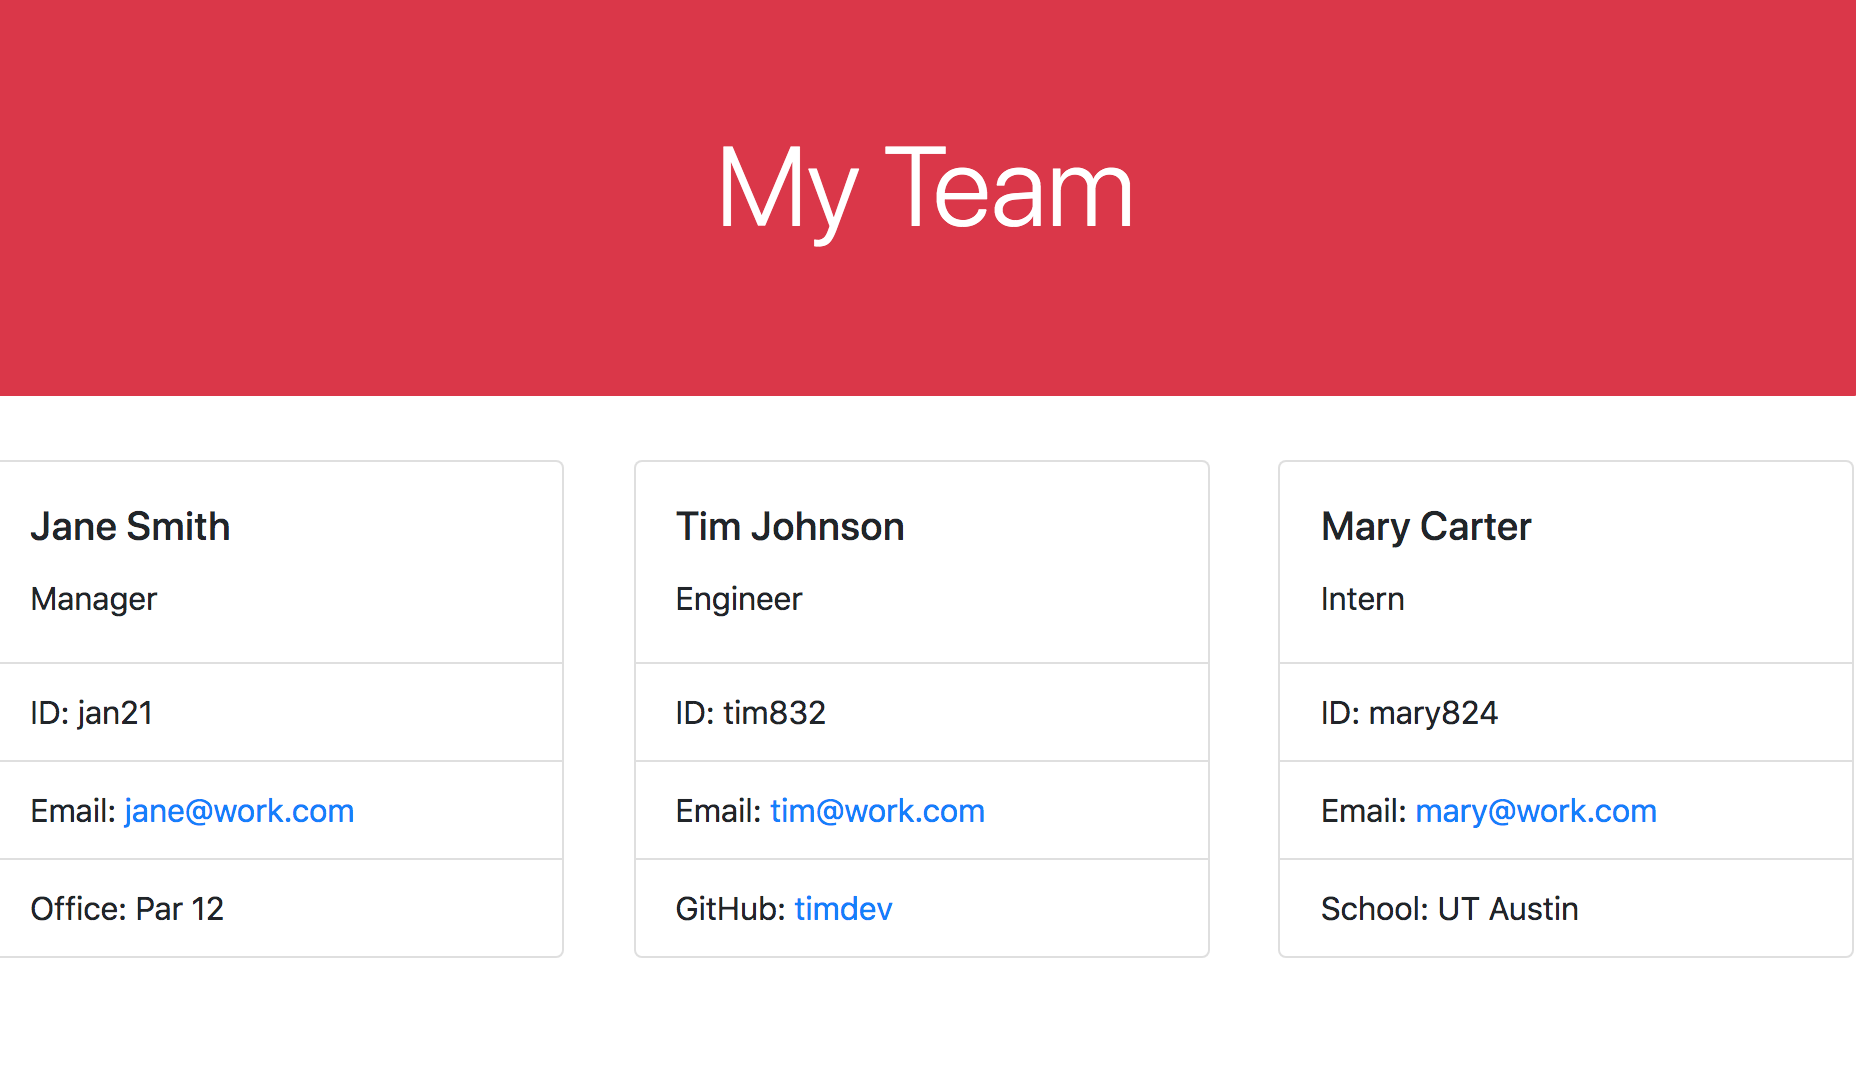 My Team
Jane Smith
Manager
ID: jan21
Email: jane@work.com
Office: Par 12
Tim Johnson
Engineer
ID: tim832
Email: tim@work.com
GitHub: timdev
Mary Carter
Intern
ID: mary824
Email: mary@work.com
School: UT Austin